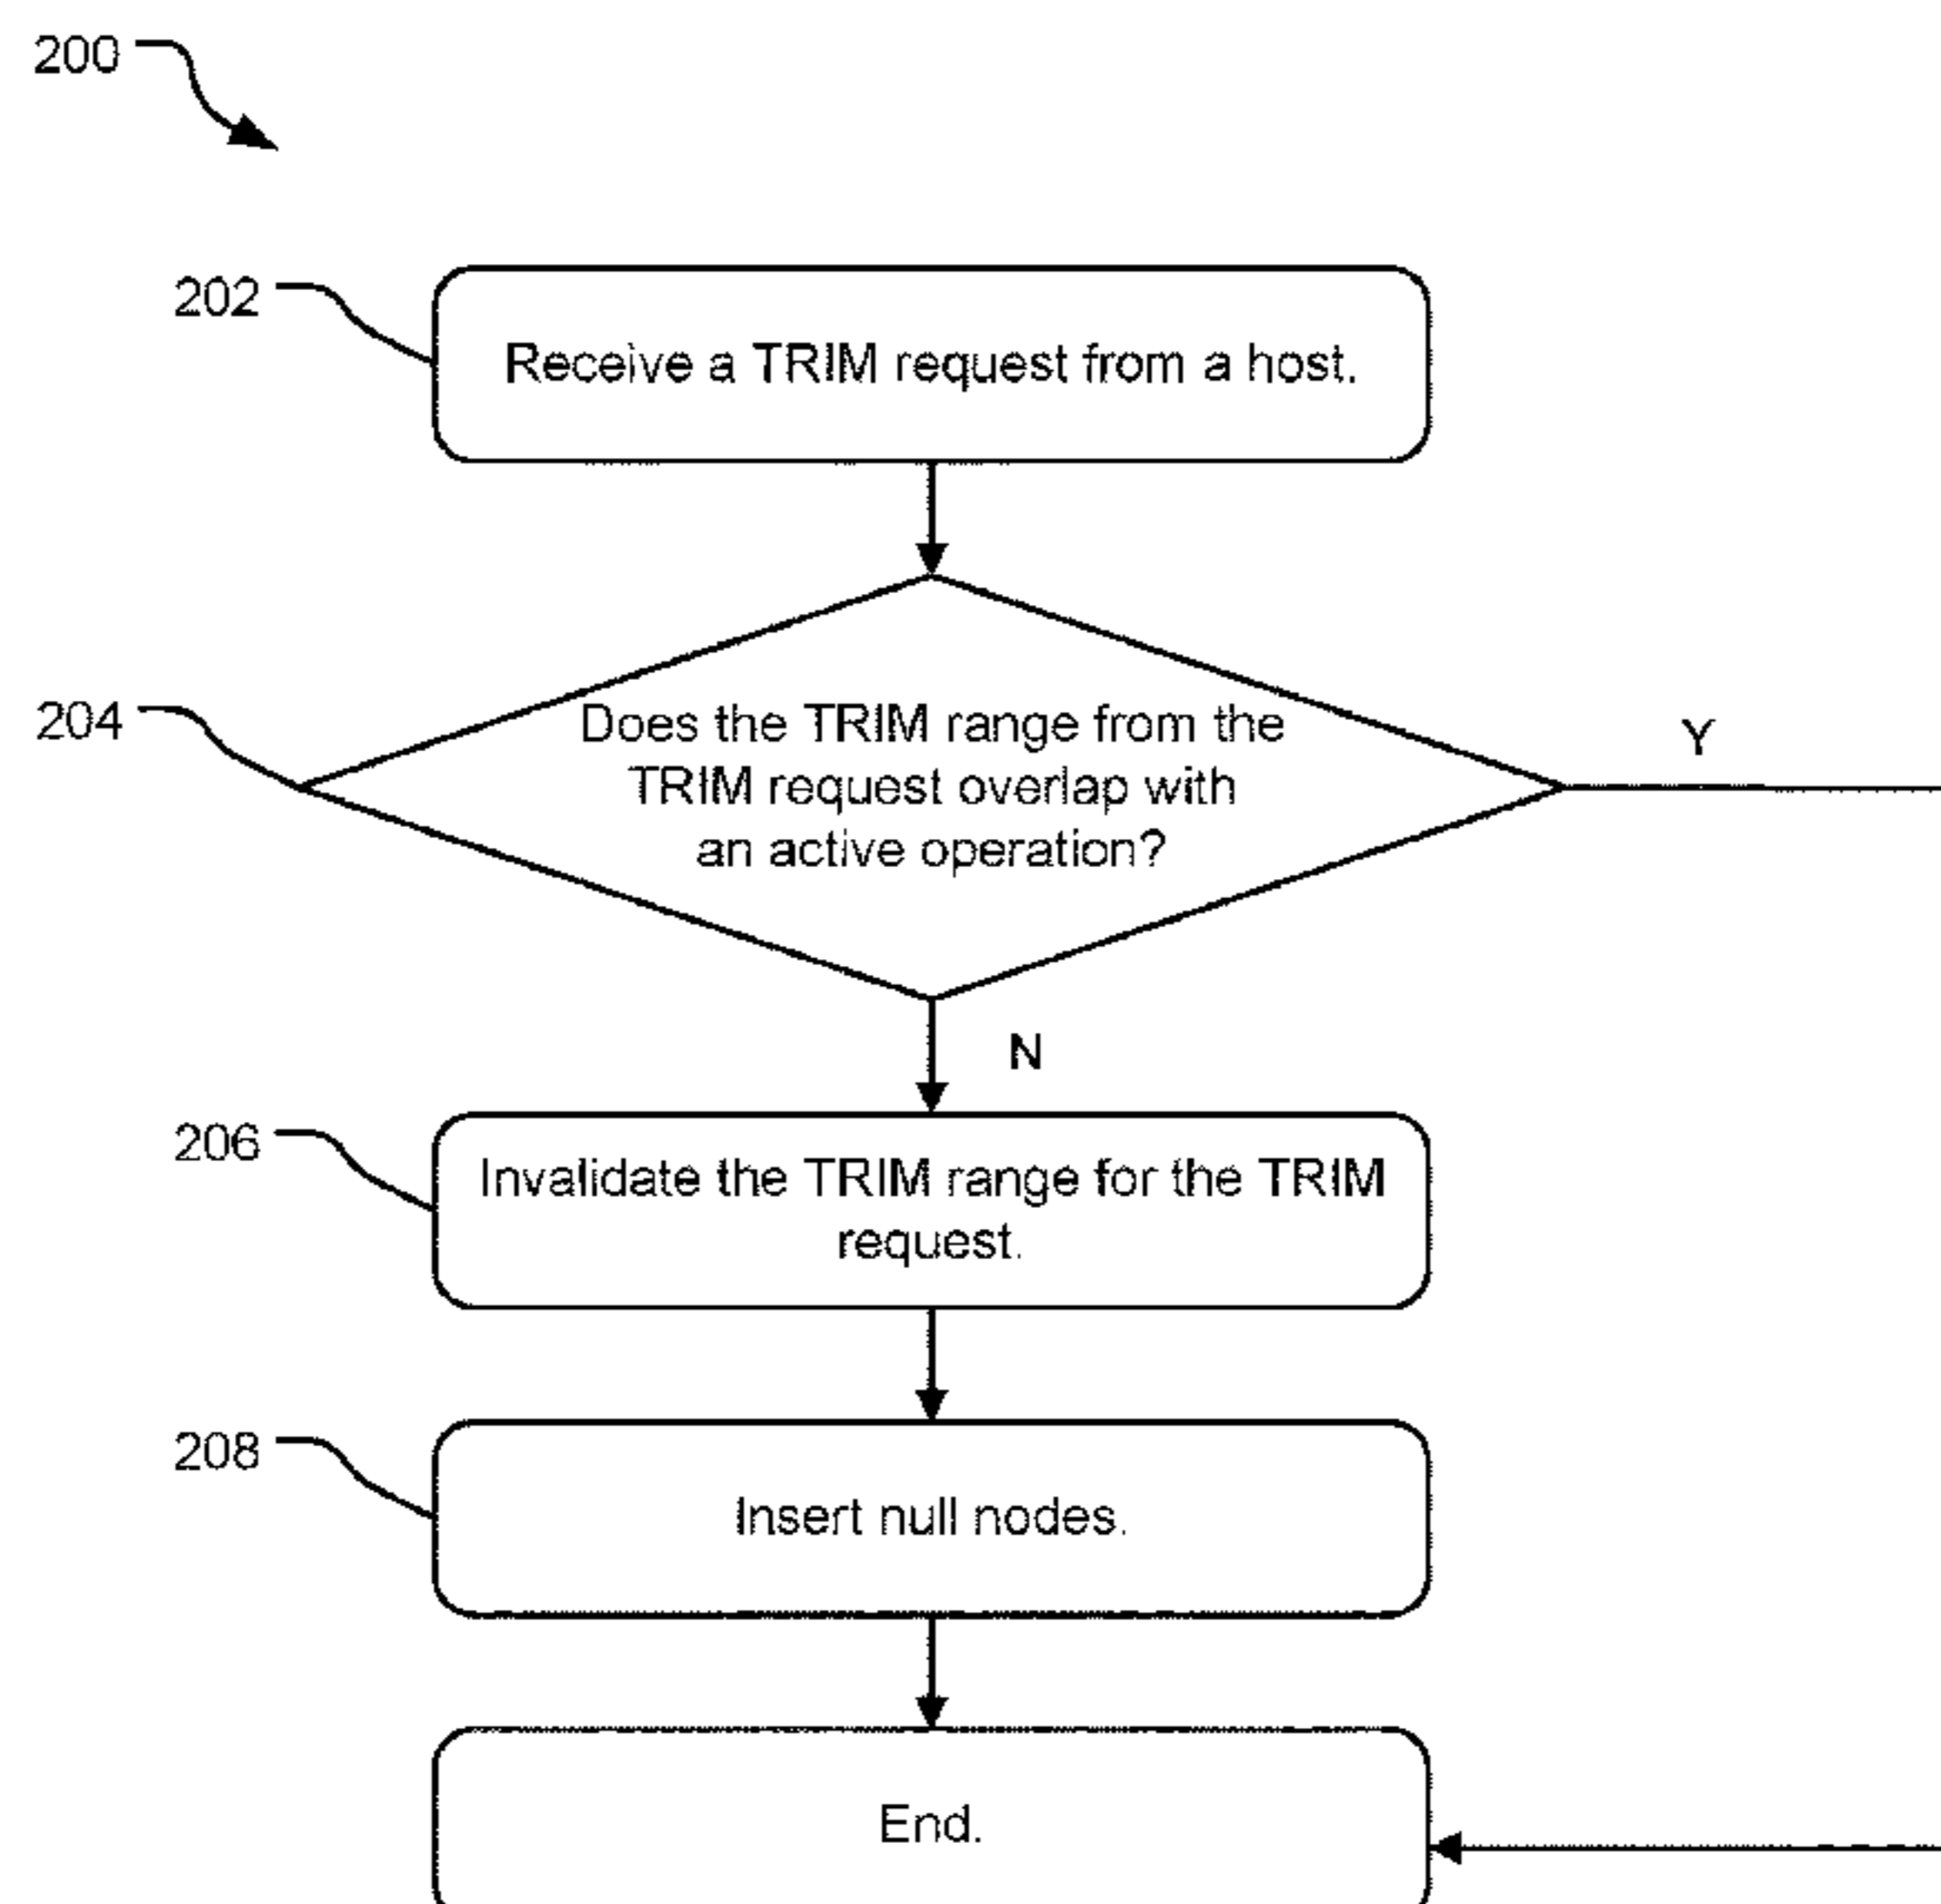 200
202
Receive a TRIM request from a host.
204
Does the TRIM range from the
TRIM request overlap with
an active operation?
Y
N
206
Invalidate the TRIM range for the TRIM
request.
208
Insert null nodes.
End.